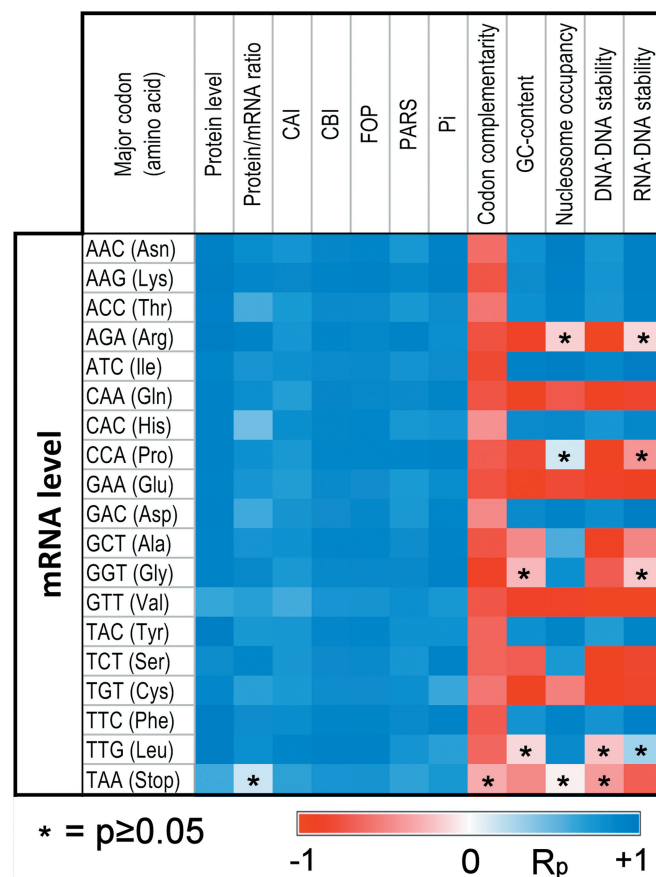 Major codon
(amino acid)
Protein level
Protein/mRNA ratio
CAI
CBI
FOP
PARS
Pi
Codon complementarity
GC-content
Nucleosome occupancy
DNA·DNA stability
RNA·DNA stability
mRNA level
AAC (Asn)
AAG (Lys)
ACC (Thr)
AGA (Arg) * *
ATC (Ile)
CAA (Gln)
CAC (His)
CCA (Pro) * *
GAA (Glu)
GAC (Asp)
GCT (Ala)
GGT (Gly) * *
GTT (Val)
TAC (Tyr)
TCT (Ser)
TGT (Cys)
TTC (Phe)
TTG (Leu) * * *
TAA (Stop) * * * *
* = p≥0.05
-1 0 Rp +1